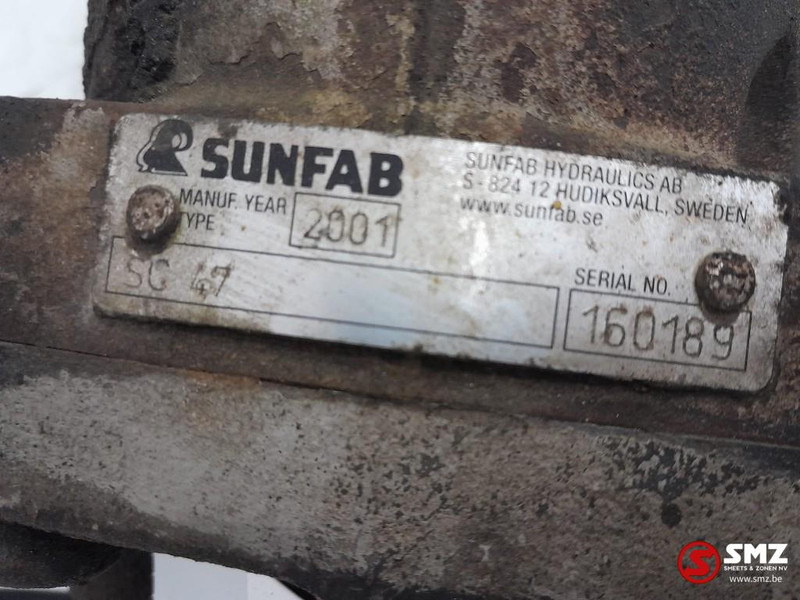 SUNFAB
SUNFAB HYDRAULICS AB
S - 824 12 HUDIKSVALL, SWEDEN
www.sunfab.se
MANUF. YEAR
2001
TYPE
SC 47
SERIAL NO.
160189
SMZ
SMEETS & ZONEN NV
www.smz.be